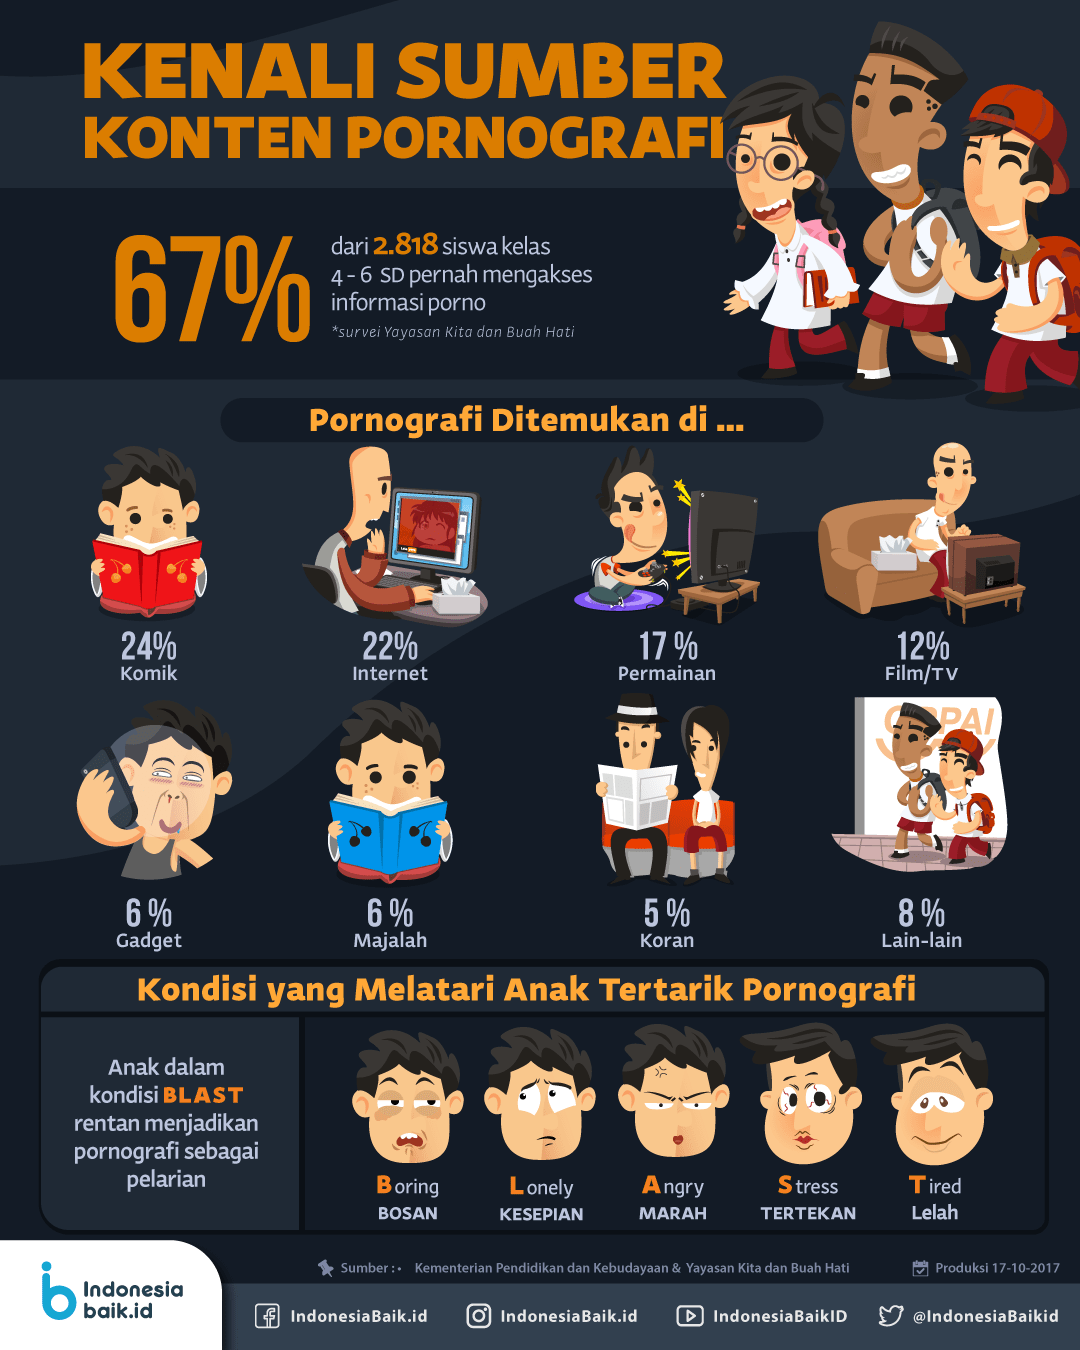 KENALI SUMBER
KONTEN PORNOGRAFI
67%
dari 2.818 siswa kelas
4 - 6 SD pernah mengakses
informasi porno
*survei Yayasan Kita dan Buah Hati
Pornografi Ditemukan di ...
24%
Komik
22%
Internet
17 %
Permainan
12%
Film/TV
6 %
Gadget
6 %
Majalah
5 %
Koran
8 %
Lain-lain
Kondisi yang Melatari Anak Tertarik Pornografi
Anak dalam
kondisi BLAST
rentan menjadikan
pornografi sebagai
pelarian
Boring
BOSAN
Lonely
KESEPIAN
Angry
MARAH
Stress
TERTEKAN
Tired
Lelah
Sumber : • Kementerian Pendidikan dan Kebudayaan & Yayasan Kita dan Buah Hati
Produksi 17-10-2017
Indonesia
baik.id
IndonesiaBaik.id
IndonesiaBaik.id
IndonesiaBaikID
@IndonesiaBaikid